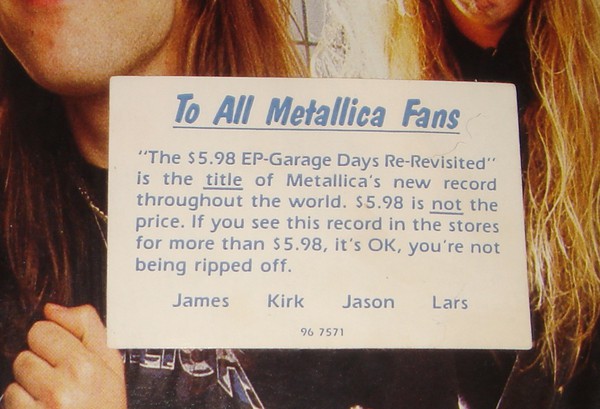 To All Metallica Fans
"The $5.98 EP-Garage Days Re-Revisited"
is the title of Metallica's new record
throughout the world. $5.98 is not the
price. If you see this record in the stores
for more than $5.98, it's OK, you're not
being ripped off.
James Kirk Jason Lars
96 7571